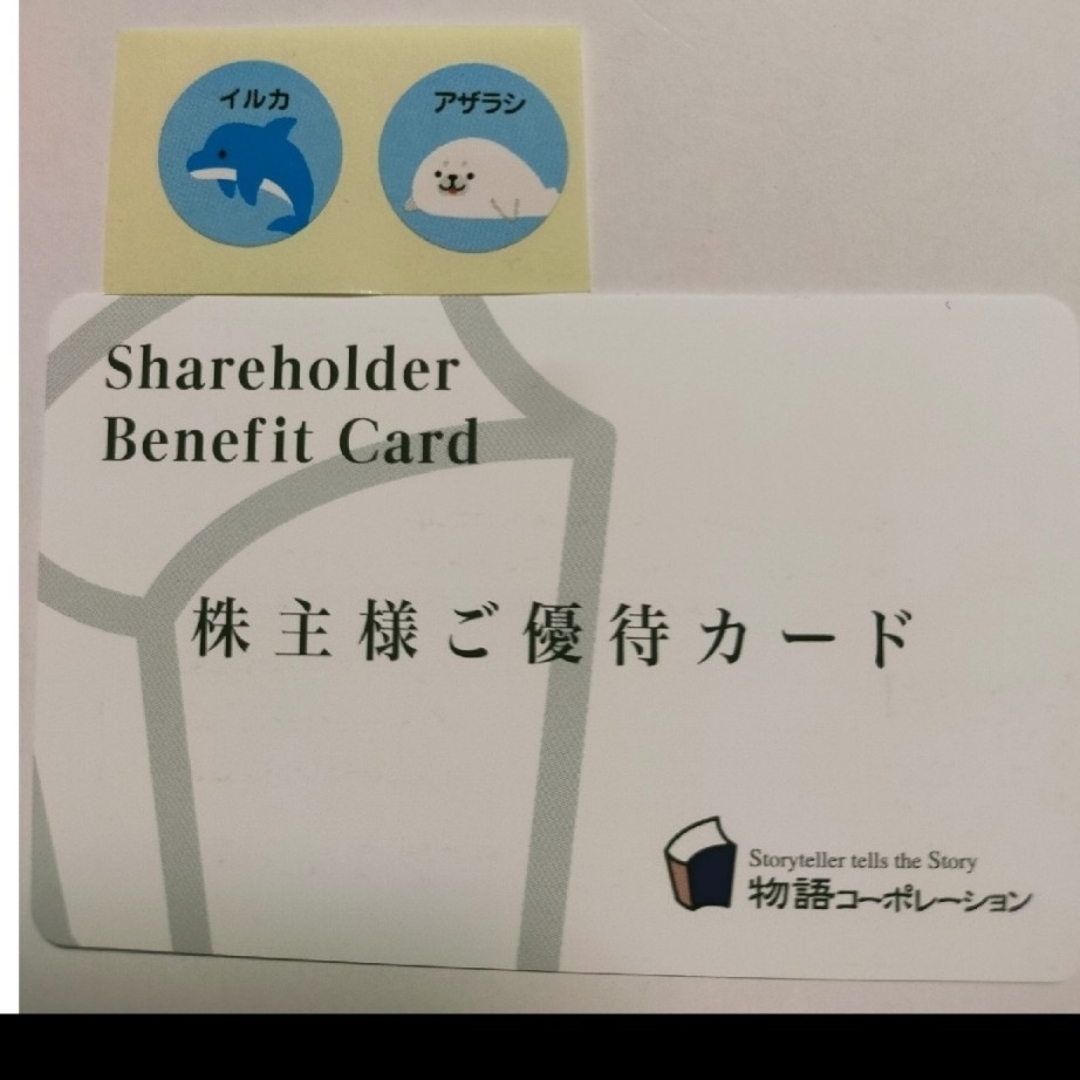 イルカ
アザラシ
Shareholder
Benefit Card
株主様ご優待カード
Storyteller tells the Story
物語コーポレーション